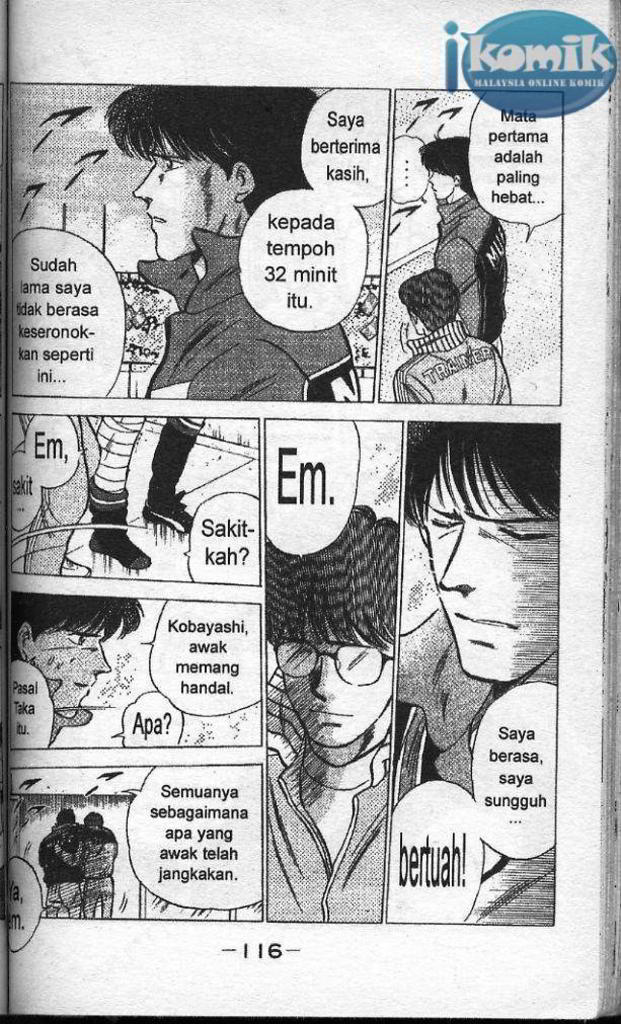 ikomik
MALAYSIA ONLINE KOMIK
Mata
pertama
adalah
paling
hebat...
...
TRAINER
Saya
berterima
kasih,
kepada
tempoh
32 minit
itu.
Sudah
lama saya
tidak berasa
keseronok-
kan seperti
ini...
Sakit-
kah?
Em,
sakit
...
Kobayashi,
awak
memang
handal.
Apa?
Pasal
Taka
itu.
Semuanya
sebagaimana
apa yang
awak telah
jangkakan.
Ya,
em.
Em.
Saya
berasa,
saya
sungguh
...
bertuah!
-116-